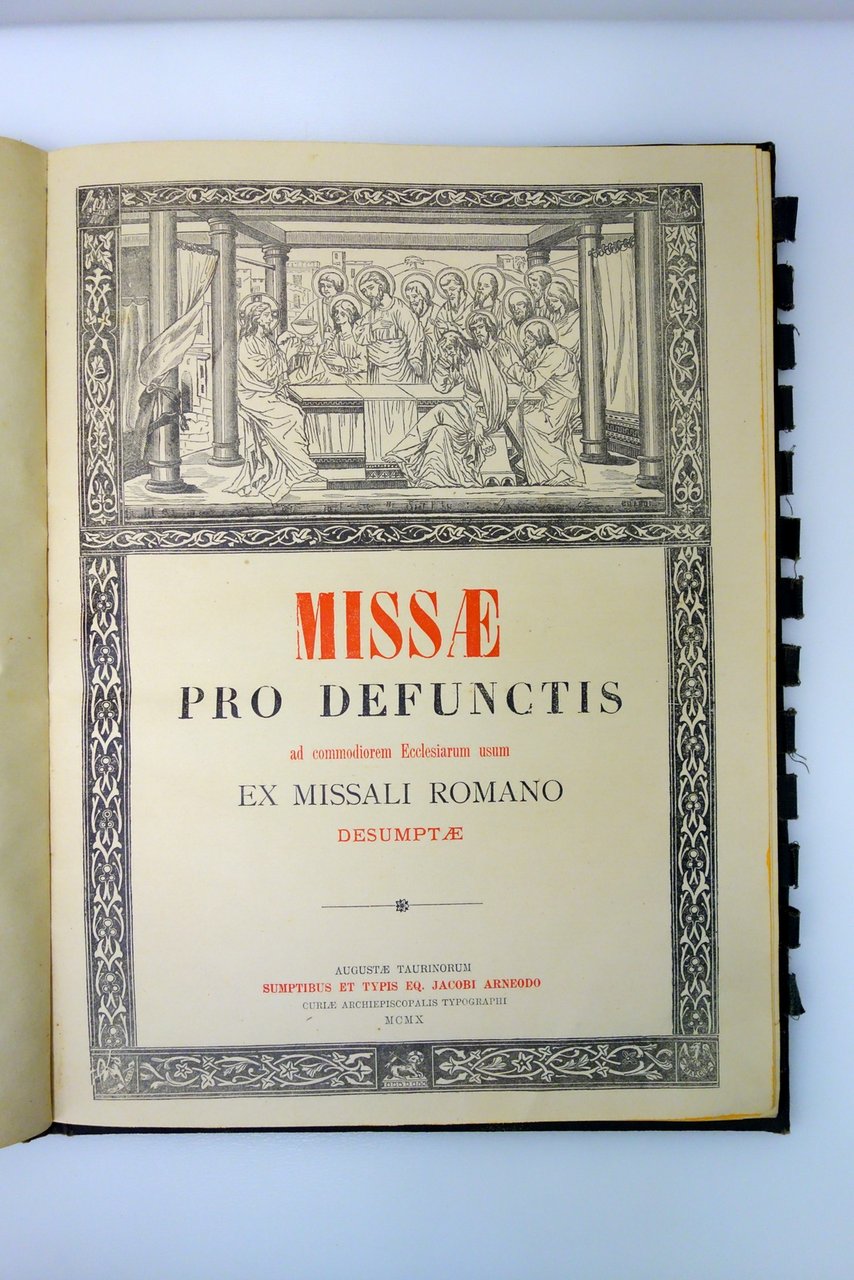 MISSÆ
PRO DEFUNCTIS
ad commodiorem Ecclesiarum usum
EX MISSALI ROMANO
DESUMPTÆ
AUGUSTÆ TAURINORUM
SUMPTIBUS ET TYPIS EQ. JACOBI ARNEODO
CURIÆ ARCHIEPISCOPALIS TYPOGRAPHI
MCMX